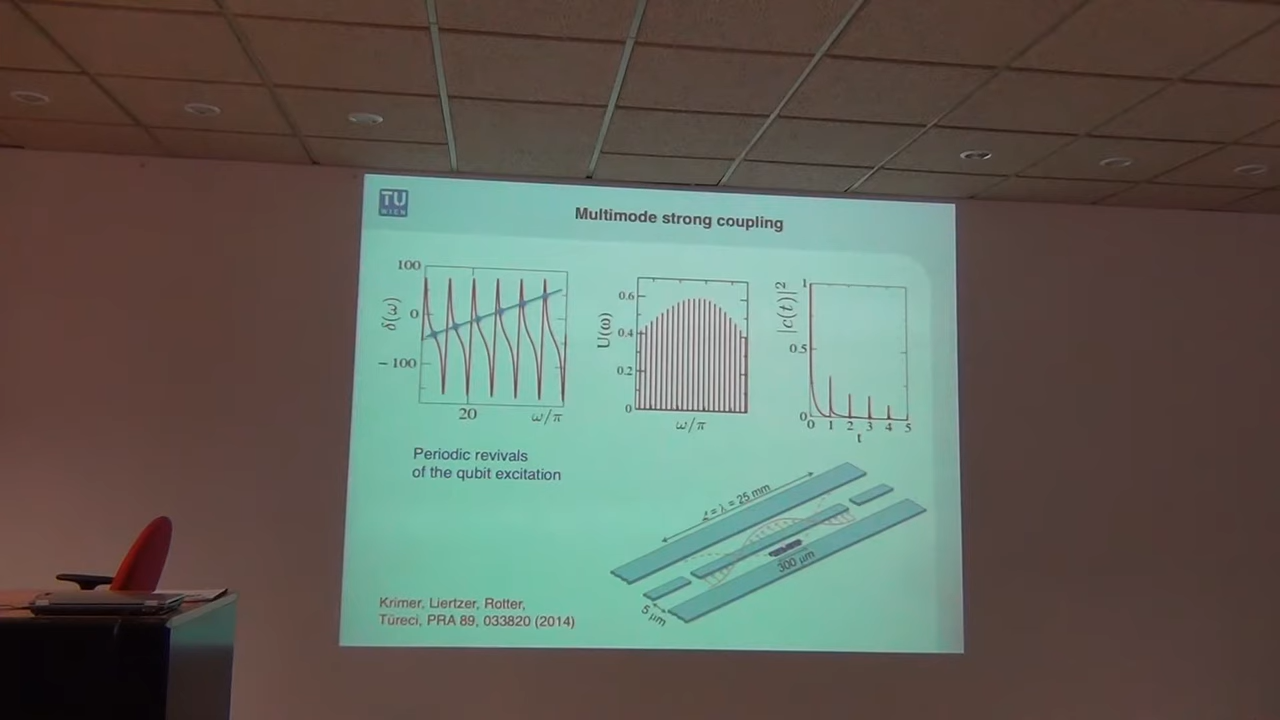 TU
WIEN
Multimode strong coupling
100
0
− 100
δ(ω)
20
ω/π
0.6
0.4
0.2
0
U(ω)
ω/π
1
0.5
0
|c(t)|²
0 1 2 3 4 5
t
Periodic revivals
of the qubit excitation
= λ = 25 mm
300 μm
5 μm
Krimer, Liertzer, Rotter,
Türeci, PRA 89, 033820 (2014)